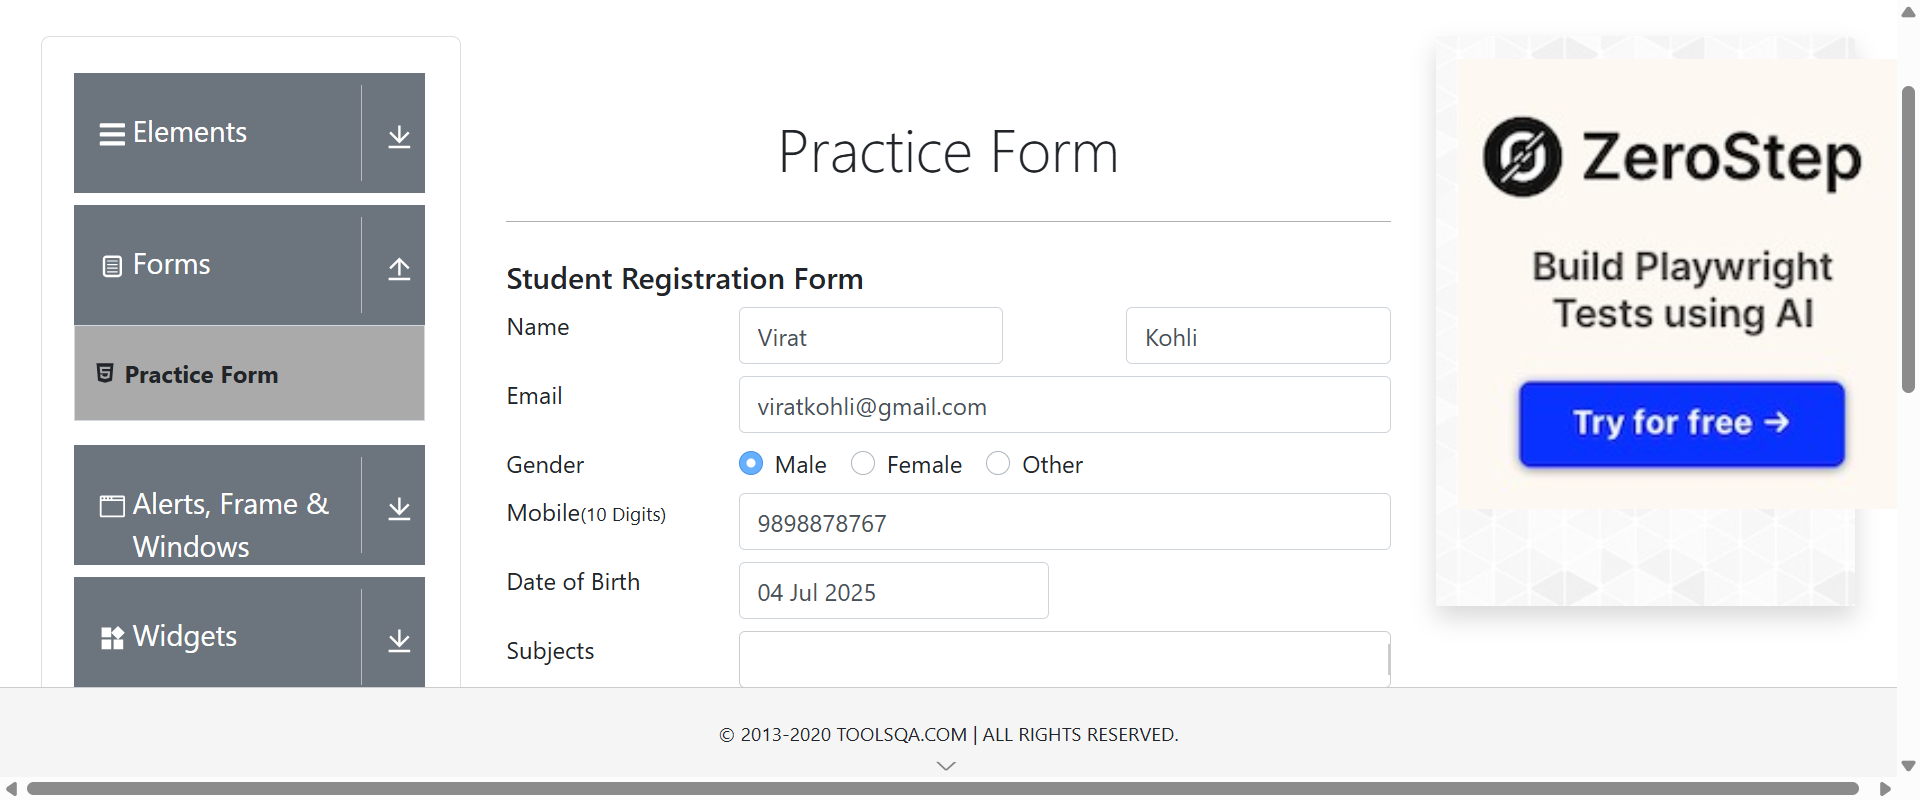 Elements
Forms
Practice Form
Alerts, Frame &
Windows
Widgets
Practice Form
Student Registration Form
Name
Virat
Kohli
Email
viratkohli@gmail.com
Gender
Male
Female
Other
Mobile(10 Digits)
9898878767
Date of Birth
04 Jul 2025
Subjects
ZeroStep
Build Playwright
Tests using AI
Try for free →
© 2013-2020 TOOLSQA.COM | ALL RIGHTS RESERVED.